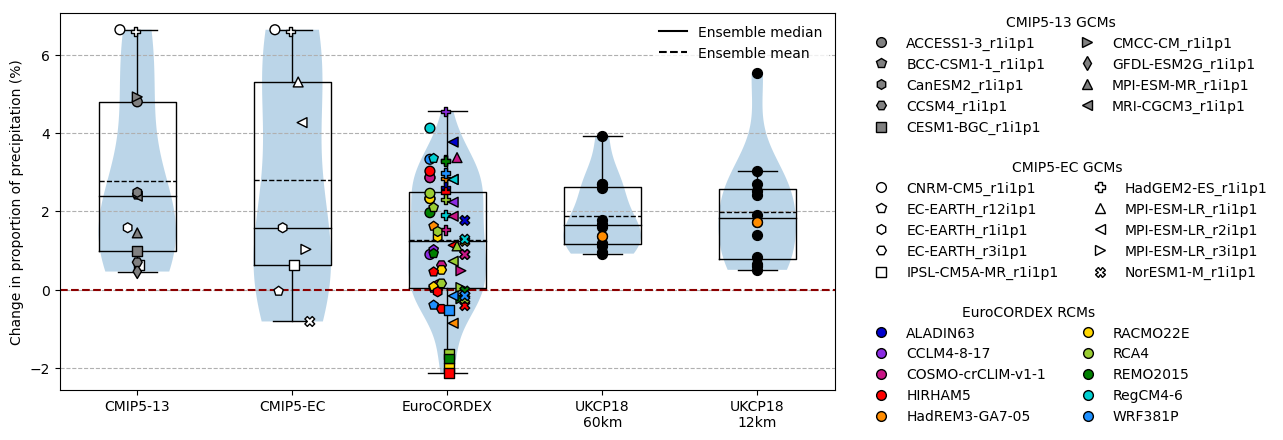 Change in proportion of precipitation (%)
6
4
2
0
−2
Ensemble median
Ensemble mean
CMIP5-13
CMIP5-EC
EuroCORDEX
UKCP18
60km
UKCP18
12km
CMIP5-13 GCMs
ACCESS1-3_r1i1p1
BCC-CSM1-1_r1i1p1
CanESM2_r1i1p1
CCSM4_r1i1p1
CESM1-BGC_r1i1p1
CMCC-CM_r1i1p1
GFDL-ESM2G_r1i1p1
MPI-ESM-MR_r1i1p1
MRI-CGCM3_r1i1p1
CMIP5-EC GCMs
CNRM-CM5_r1i1p1
EC-EARTH_r12i1p1
EC-EARTH_r1i1p1
EC-EARTH_r3i1p1
IPSL-CM5A-MR_r1i1p1
HadGEM2-ES_r1i1p1
MPI-ESM-LR_r1i1p1
MPI-ESM-LR_r2i1p1
MPI-ESM-LR_r3i1p1
NorESM1-M_r1i1p1
EuroCORDEX RCMs
ALADIN63
CCLM4-8-17
COSMO-crCLIM-v1-1
HIRHAM5
HadREM3-GA7-05
RACMO22E
RCA4
REMO2015
RegCM4-6
WRF381P